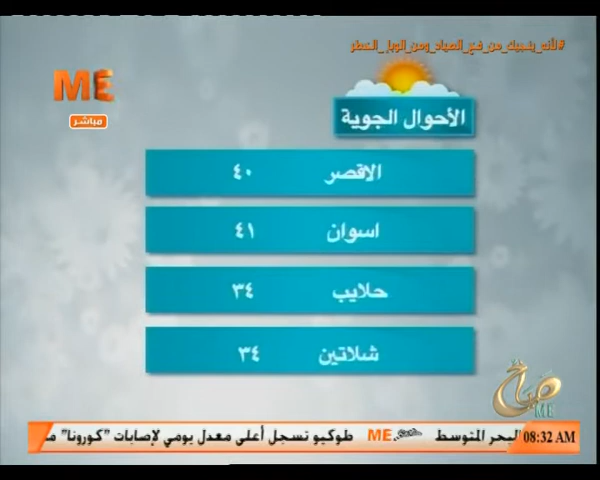 #لأنه_ينجيك_من_فخ_الصياد_ومن_الوبإ_الخطر
ME
مباشر
الأحوال الجوية
الاقصر ٤٠
اسوان ٤١
حلايب ٣٤
شلاتين ٣٤
صباح
ME
البحر المتوسط ME طوكيو تسجل أعلى معدل يومي لإصابات "كورونا"
08:32 AM